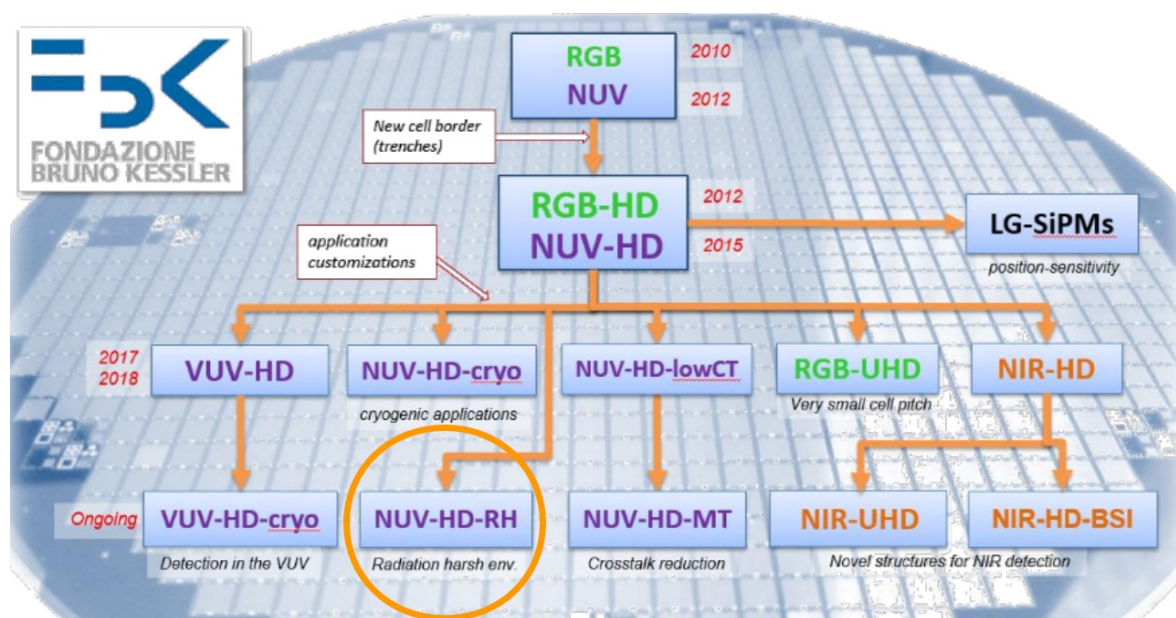 FBK
FONDAZIONE
BRUNO KESSLER
RGB
NUV
2010
2012
New cell border
(trenches)
RGB-HD
NUV-HD
2012
2015
LG-SiPMs
position-sensitivity
application
customizations
2017
2018
VUV-HD
NUV-HD-cryo
cryogenic applications
NUV-HD-lowCT
RGB-UHD
Very small cell pitch
NIR-HD
Ongoing
VUV-HD-cryo
Detection in the VUV
NUV-HD-RH
Radiation harsh env.
NUV-HD-MT
Crosstalk reduction
NIR-UHD
NIR-HD-BSI
Novel structures for NIR detection